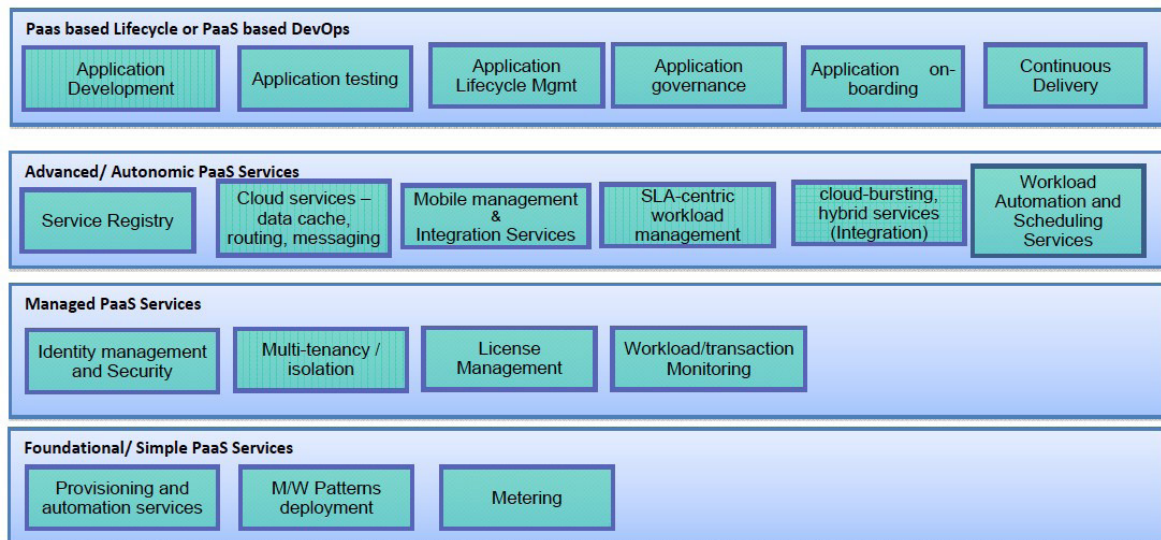 Paas based Lifecycle or PaaS based DevOps
Application
Development
Application testing
Application
Lifecycle Mgmt
Application
governance
Application on-
boarding
Continuous
Delivery
Advanced/ Autonomic PaaS Services
Service Registry
Cloud services –
data cache,
routing, messaging
Mobile management
&
Integration Services
SLA-centric
workload
management
cloud-bursting,
hybrid services
(Integration)
Workload
Automation and
Scheduling
Services
Managed PaaS Services
Identity management
and Security
Multi-tenancy /
isolation
License
Management
Workload/transaction
Monitoring
Foundational/ Simple PaaS Services
Provisioning and
automation services
M/W Patterns
deployment
Metering